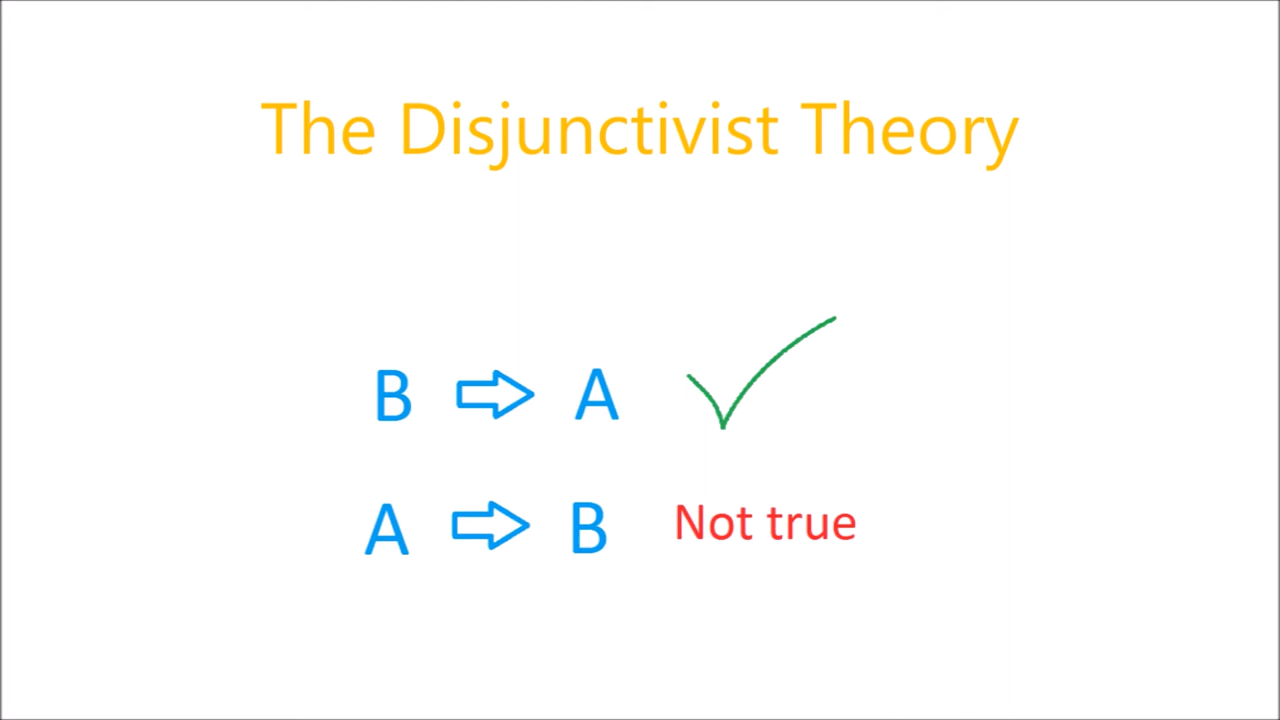 The Disjunctivist Theory
B ⇨ A ✓
A ⇨ B Not true